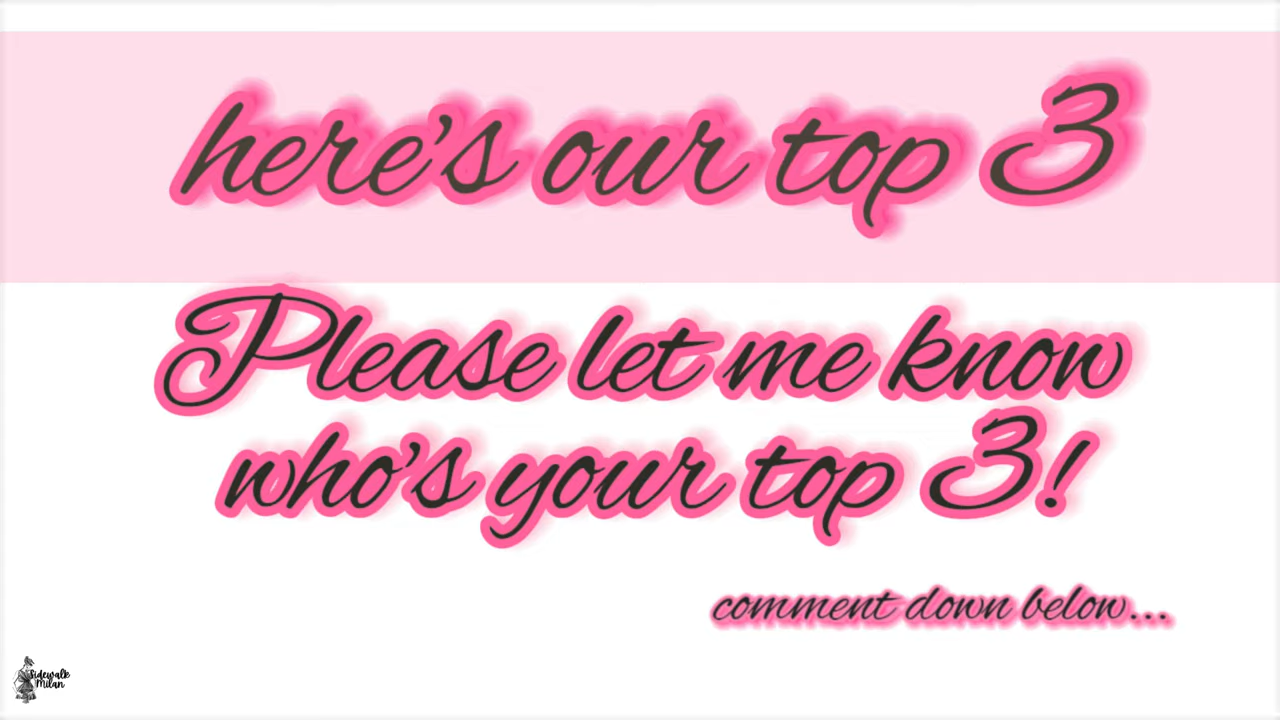 here's our top 3
Please let me know
who's your top 3!
comment down below...
Sidewalk
Milan